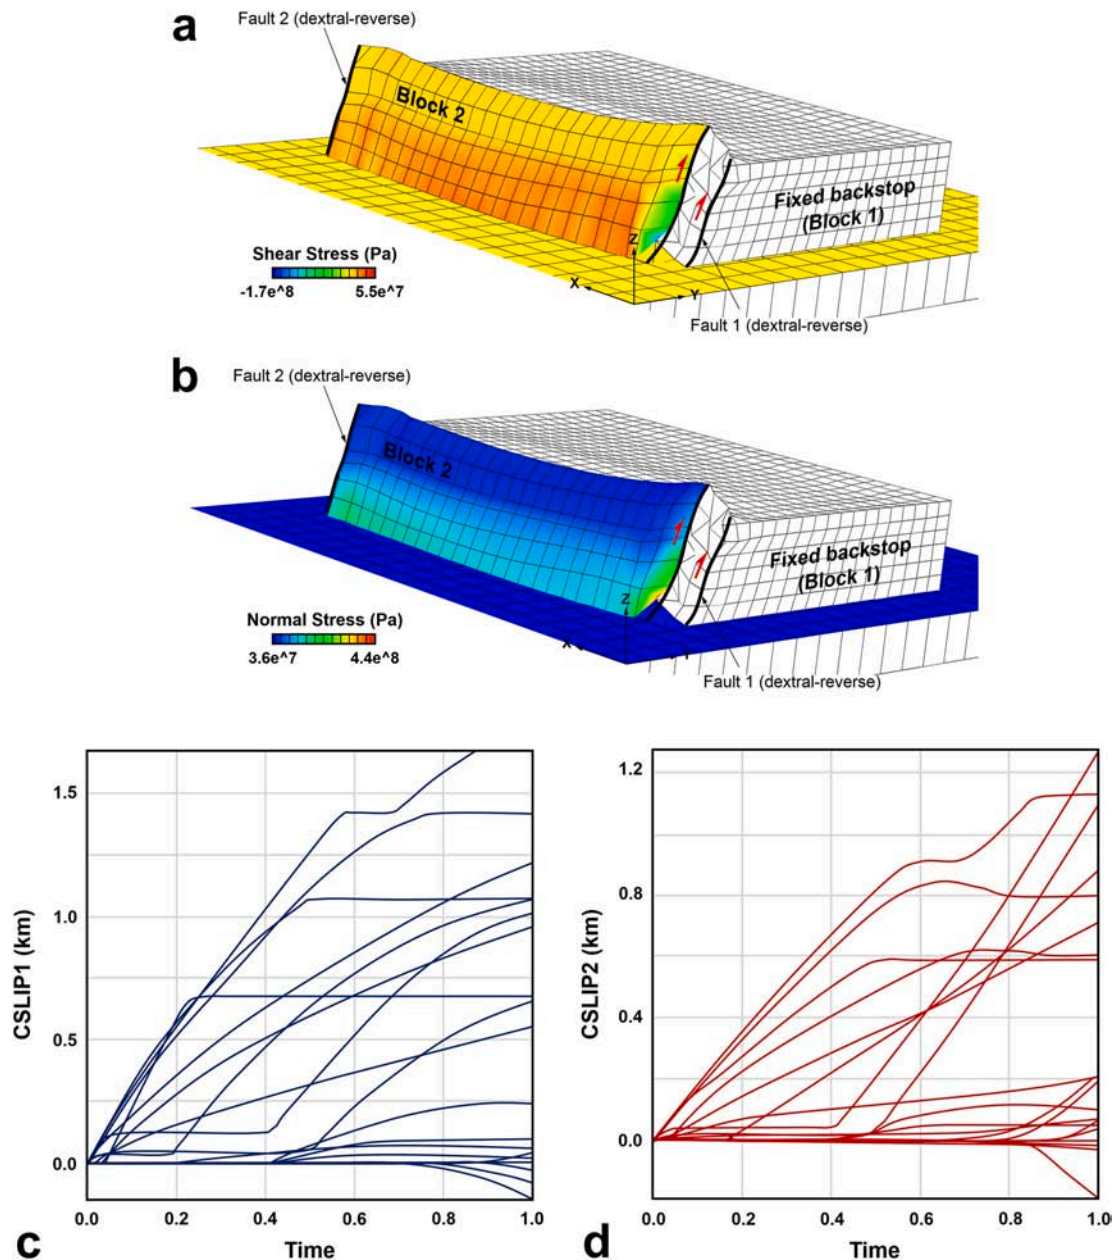 a
Fault 2 (dextral-reverse)
Block 2
Fixed backstop
(Block 1)
Z
X
Y
Shear Stress (Pa)
-1.7e^8 5.5e^7
Fault 1 (dextral-reverse)
b
Fault 2 (dextral-reverse)
Block 2
Fixed backstop
(Block 1)
Z
X
Y
Normal Stress (Pa)
3.6e^7 4.4e^8
Fault 1 (dextral-reverse)
CSLIP1 (km)
1.5
1.0
0.5
0.0
0.0 0.2 0.4 0.6 0.8 1.0
Time
c
CSLIP2 (km)
1.2
0.8
0.4
0.0
0.0 0.2 0.4 0.6 0.8 1.0
Time
d